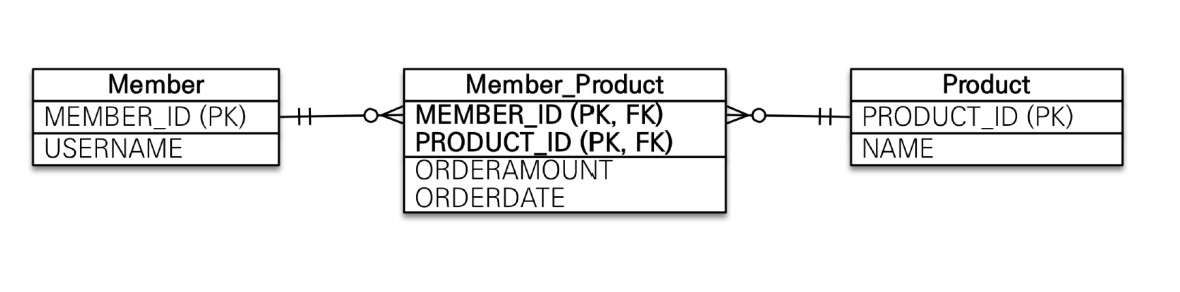 Member
MEMBER_ID (PK)
USERNAME
Member_Product
MEMBER_ID (PK, FK)
PRODUCT_ID (PK, FK)
ORDERAMOUNT
ORDERDATE
Product
PRODUCT_ID (PK)
NAME